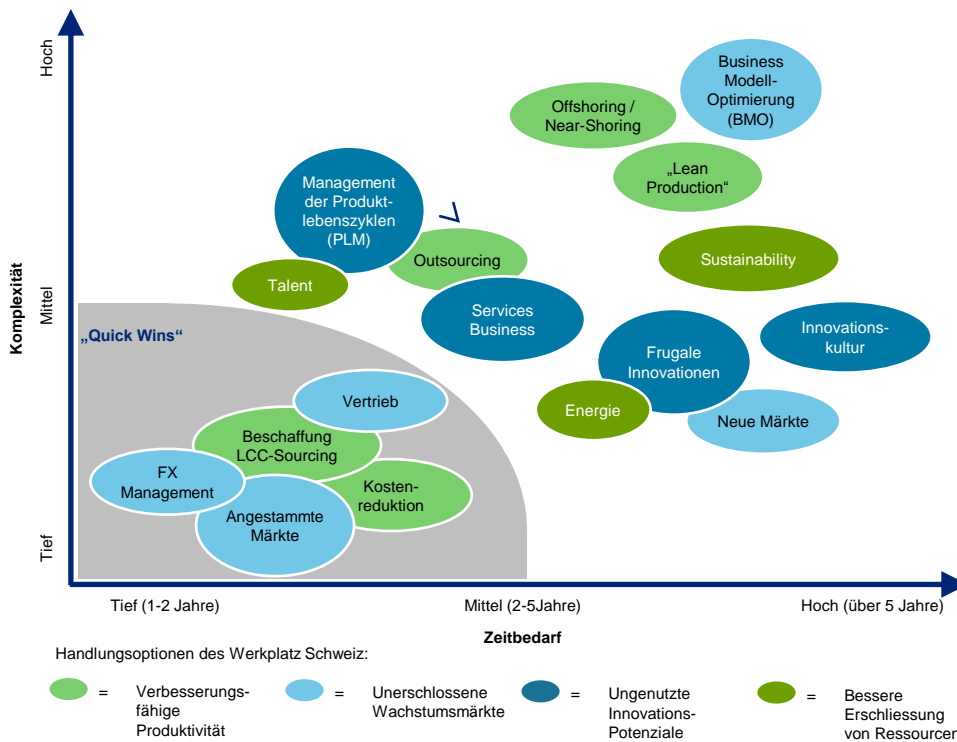 Hoch
Business
Modell-
Optimierung
(BMO)
Offshoring /
Near-Shoring
„Lean
Production“
Management
der Produkt-
lebenszyklen
(PLM)
Outsourcing
Sustainability
Talent
Services
Business
Innovations-
kultur
Komplexität
Mittel
„Quick Wins“
Frugale
Innovationen
Vertrieb
Energie
Neue Märkte
Beschaffung
LCC-Sourcing
FX
Management
Kosten-
reduktion
Angestammte
Märkte
Tief
Tief (1-2 Jahre)
Mittel (2-5Jahre)
Hoch (über 5 Jahre)
Zeitbedarf
Handlungsoptionen des Werkplatz Schweiz:
= Verbesserungs-
fähige
Produktivität
= Unerschlossene
Wachstumsmärkte
= Ungenutzte
Innovations-
Potenziale
= Bessere
Erschliessung
von Ressourcen